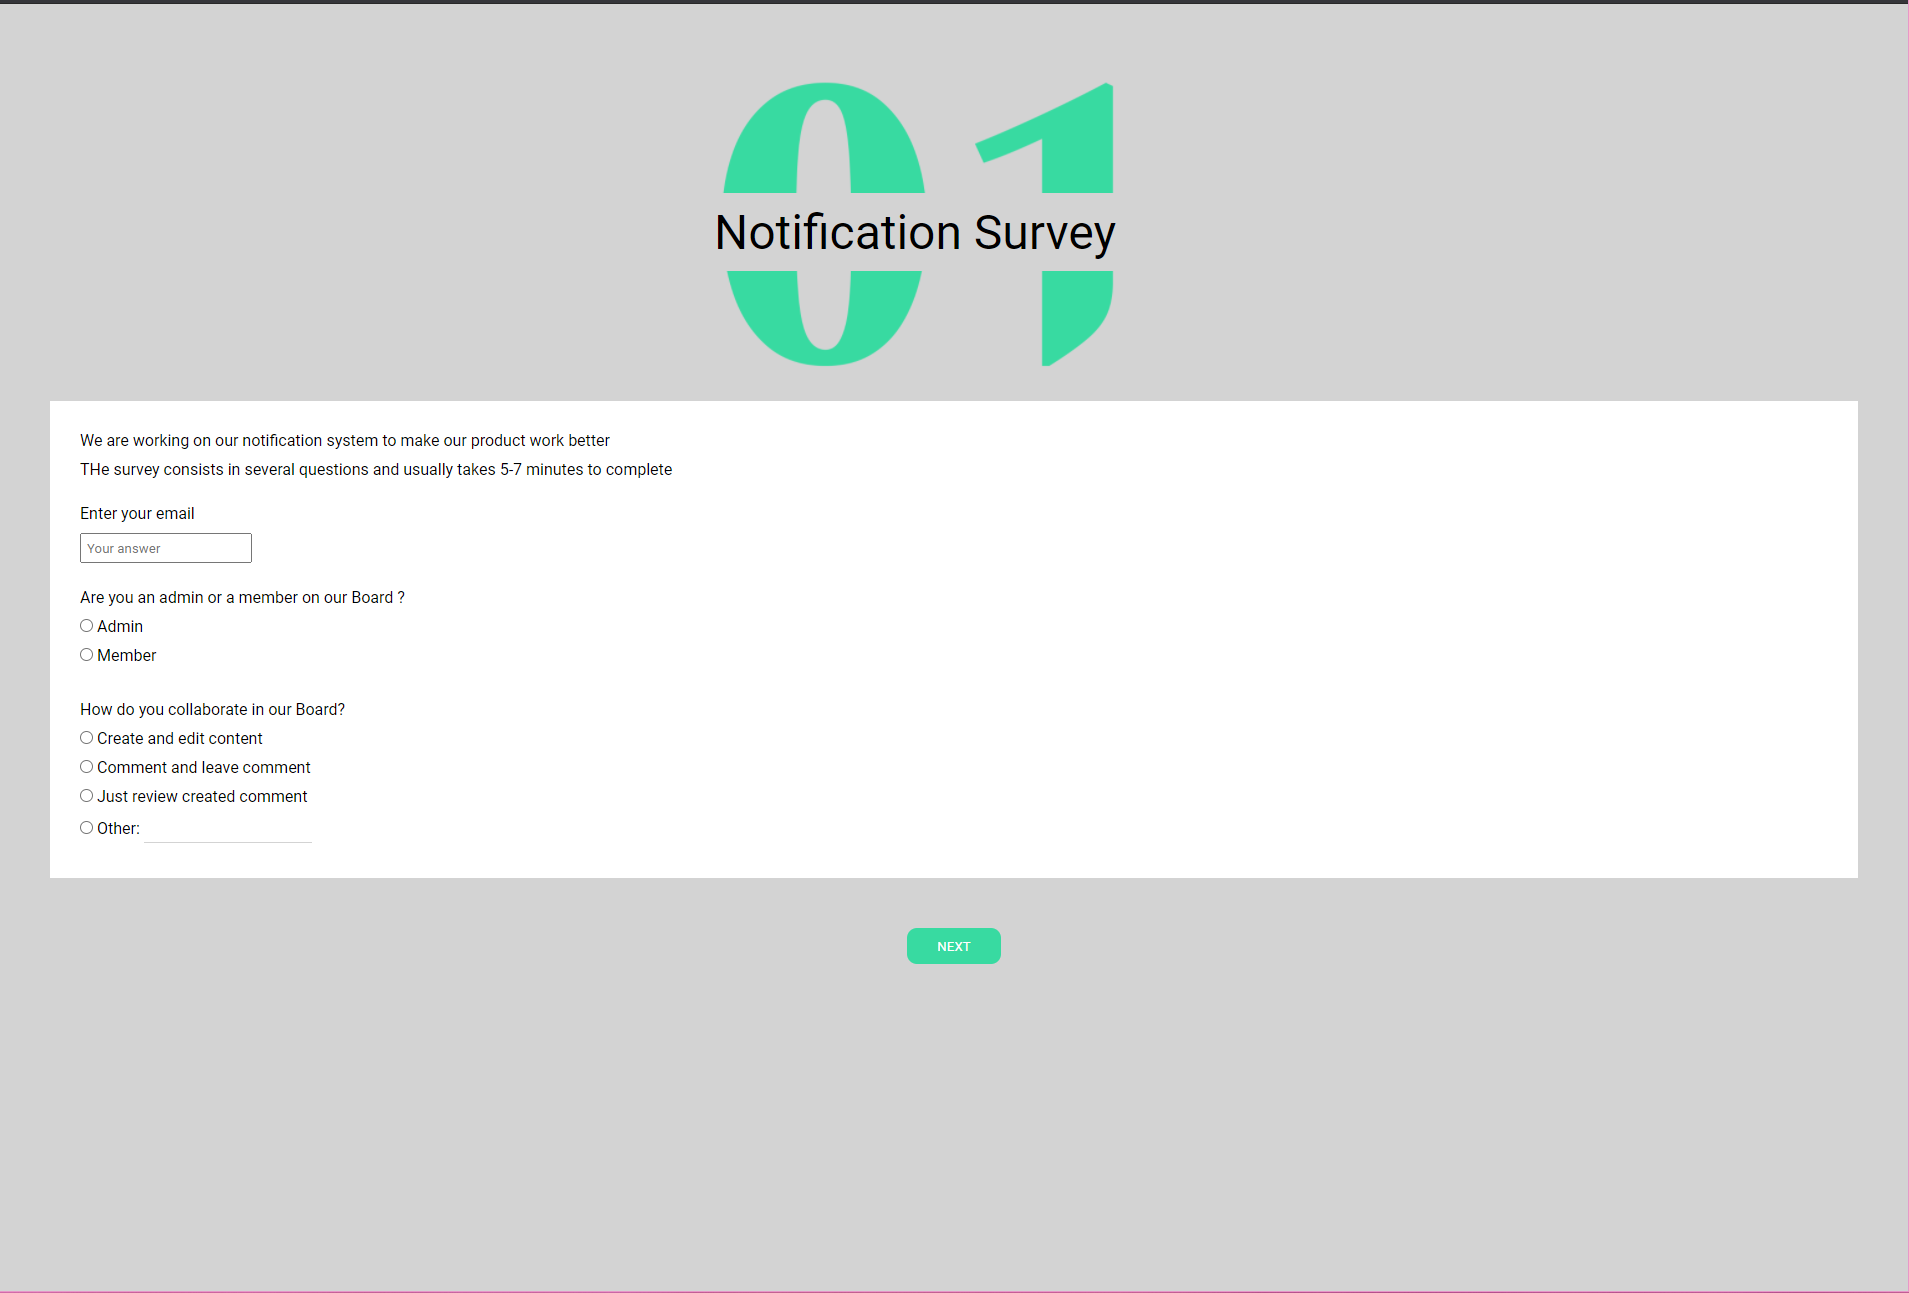 01
Notification Survey
We are working on our notification system to make our product work better
THe survey consists in several questions and usually takes 5-7 minutes to complete
Enter your email
Your answer
Are you an admin or a member on our Board ?
Admin
Member
How do you collaborate in our Board?
Create and edit content
Comment and leave comment
Just review created comment
Other:
NEXT